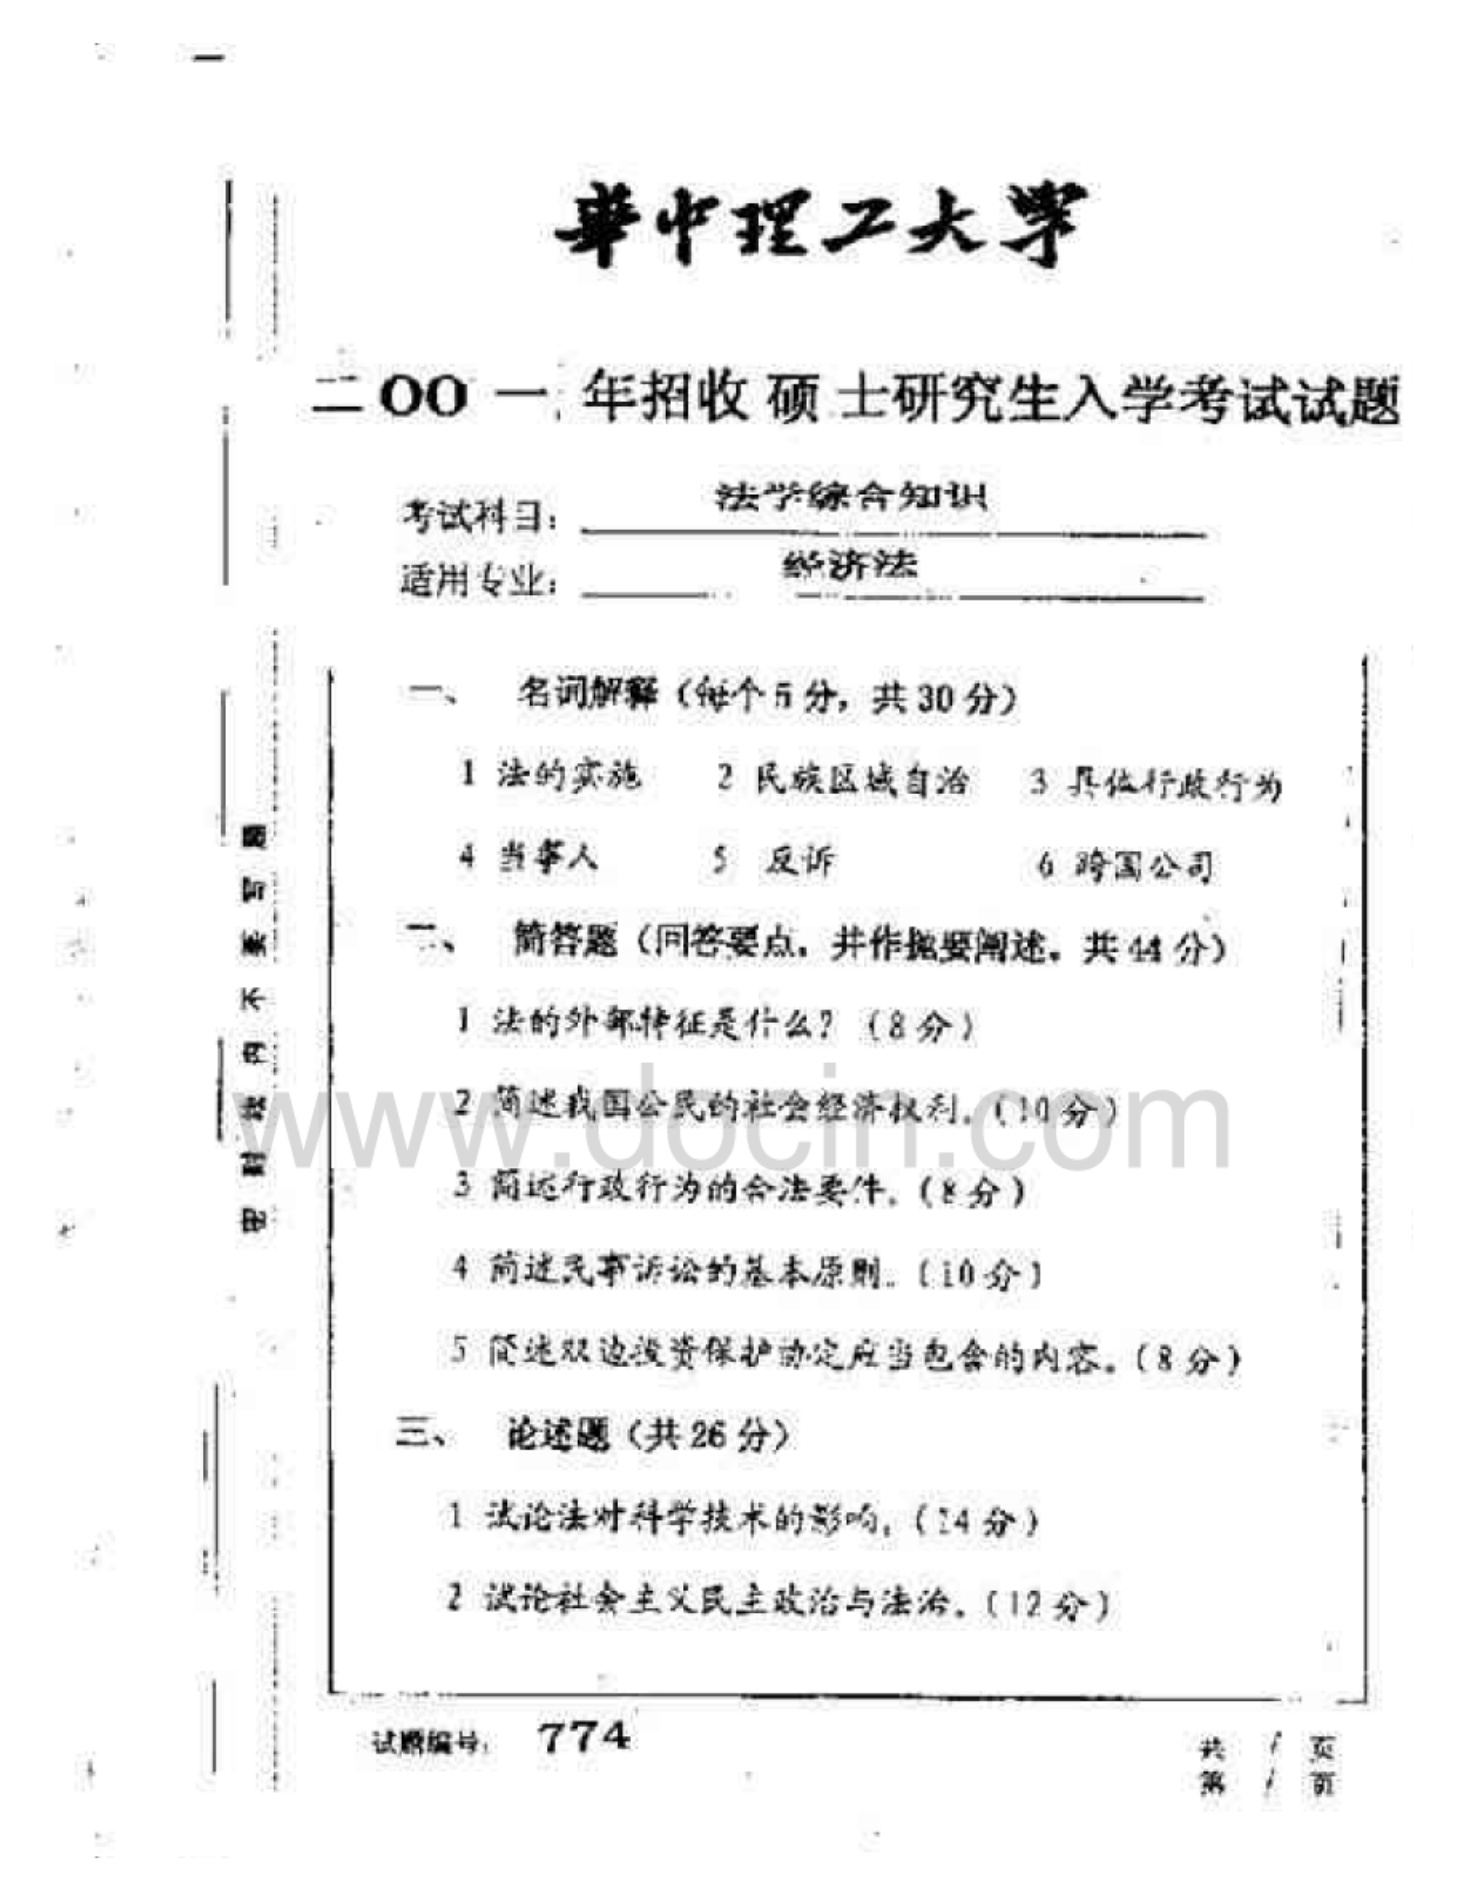 華中理工大学
二OO一年招收硕士研究生入学考试试题
考试科目: 法学综合知识
适用专业: 经济法
一、 名词解释（每个5分，共30分）
1 法的实施 2 民族区域自治 3 具体行政行为
4 当事人 5 反诉 6 跨国公司
二、 简答题（回答要点，并作扼要阐述。共44分）
1 法的外部特征是什么？（8分）
2 简述我国公民的社会经济权利。（10分）
3 简述行政行为的合法要件。（8分）
4 简述民事诉讼的基本原则。（10分）
5 简述双边投资保护协定应当包含的内容。（8分）
三、 论述题（共26分）
1 试论法对科学技术的影响。（14分）
2 试论社会主义民主政治与法治。（12分）
试题编号: 774
共 1 页
第 1 页
密封线内不要写题
www.docin.com